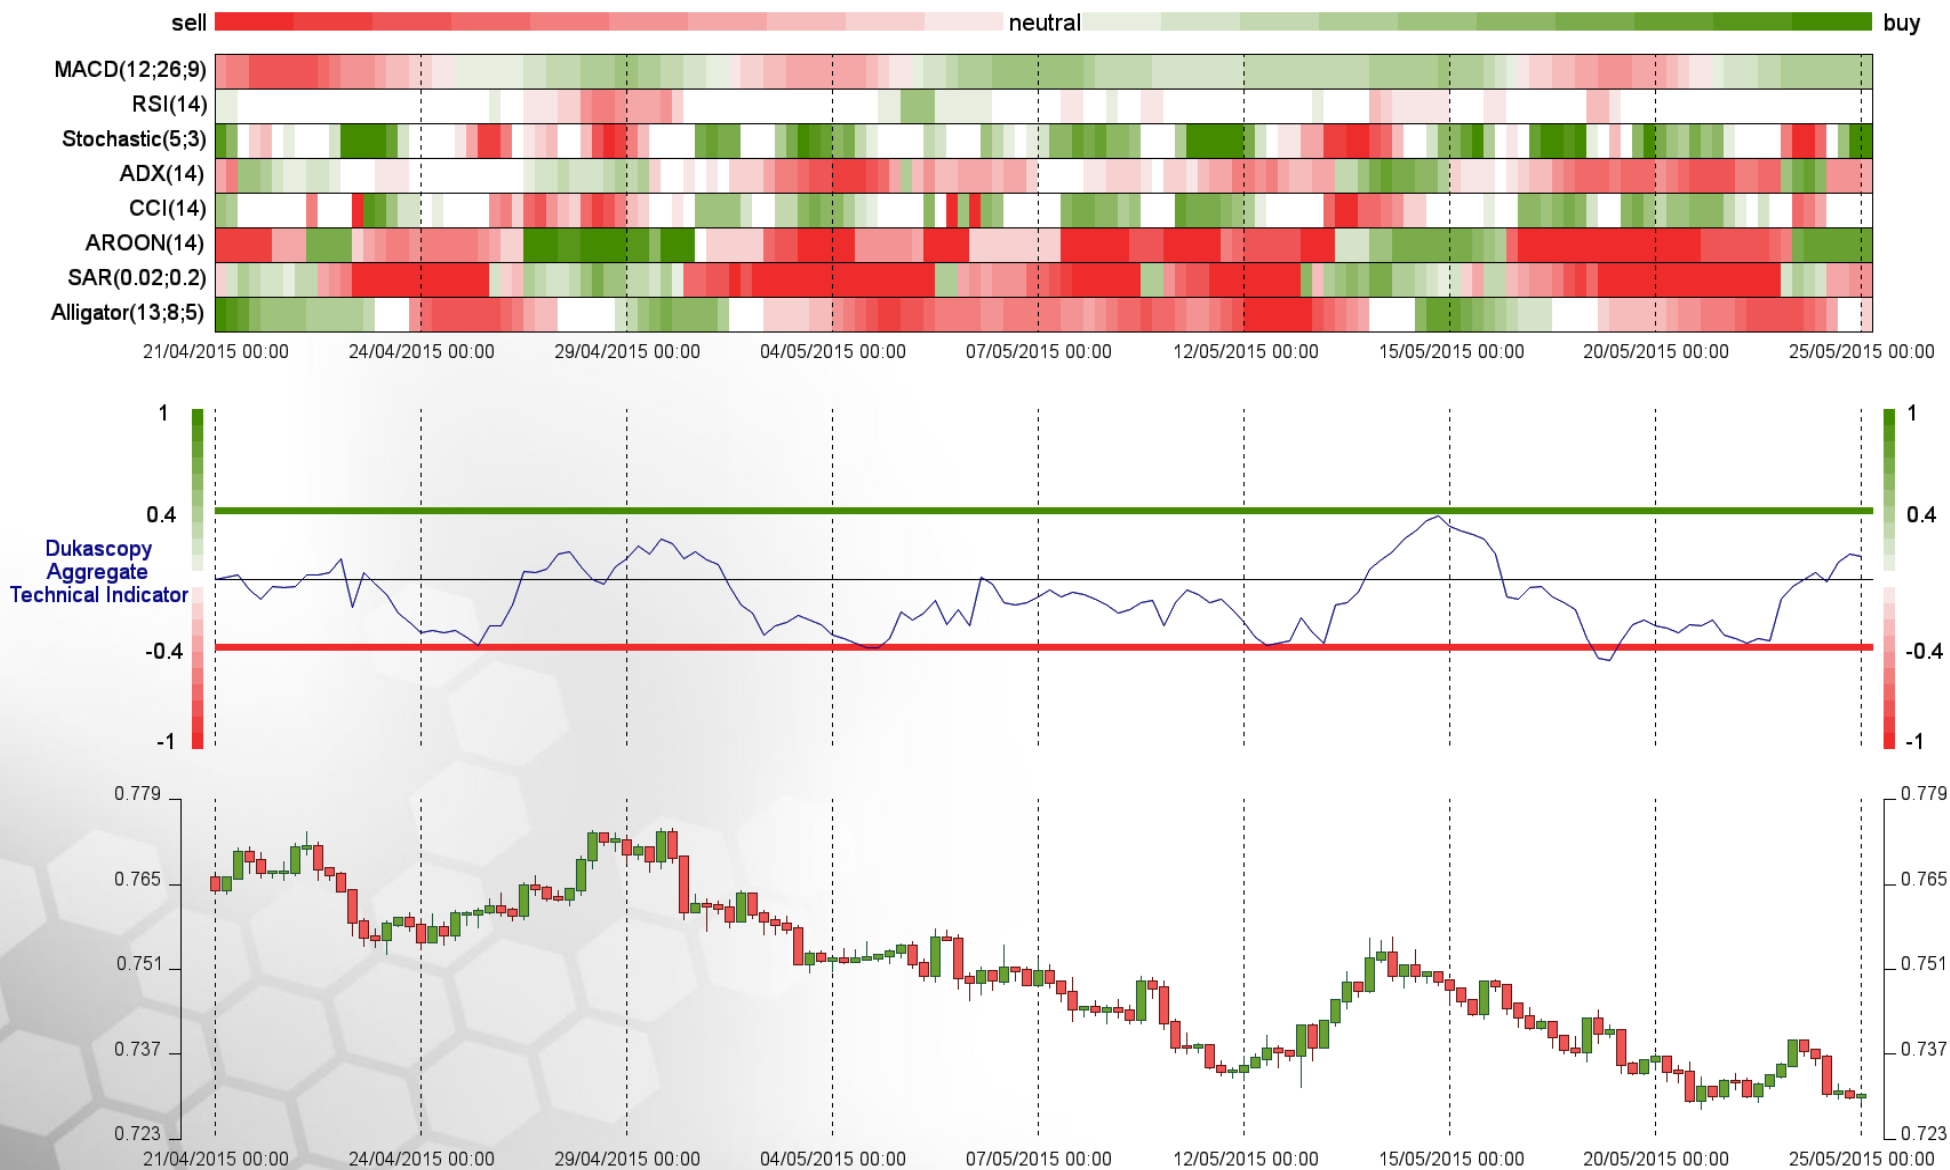 sell neutral buy
MACD(12;26;9)
RSI(14)
Stochastic(5;3)
ADX(14)
CCI(14)
AROON(14)
SAR(0.02;0.2)
Alligator(13;8;5)
21/04/2015 00:00 24/04/2015 00:00 29/04/2015 00:00 04/05/2015 00:00 07/05/2015 00:00 12/05/2015 00:00 15/05/2015 00:00 20/05/2015 00:00 25/05/2015 00:00
1 1
0.4 0.4
Dukascopy
Aggregate
Technical Indicator
-0.4 -0.4
-1 -1
0.779 0.779
0.765 0.765
0.751 0.751
0.737 0.737
0.723 0.723
21/04/2015 00:00 24/04/2015 00:00 29/04/2015 00:00 04/05/2015 00:00 07/05/2015 00:00 12/05/2015 00:00 15/05/2015 00:00 20/05/2015 00:00 25/05/2015 00:00